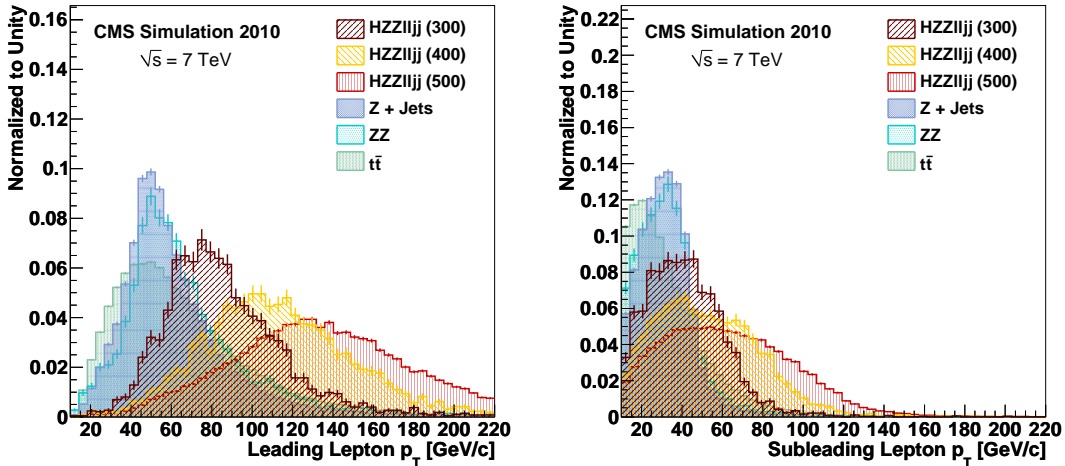 CMS Simulation 2010
√s = 7 TeV
HZZlljj (300)
HZZlljj (400)
HZZlljj (500)
Z + Jets
ZZ
tt̄
Normalized to Unity
0.16
0.14
0.12
0.1
0.08
0.06
0.04
0.02
0
20 40 60 80 100 120 140 160 180 200 220
Leading Lepton p_T [GeV/c]
CMS Simulation 2010
√s = 7 TeV
HZZlljj (300)
HZZlljj (400)
HZZlljj (500)
Z + Jets
ZZ
tt̄
Normalized to Unity
0.22
0.2
0.18
0.16
0.14
0.12
0.1
0.08
0.06
0.04
0.02
0
20 40 60 80 100 120 140 160 180 200 220
Subleading Lepton p_T [GeV/c]